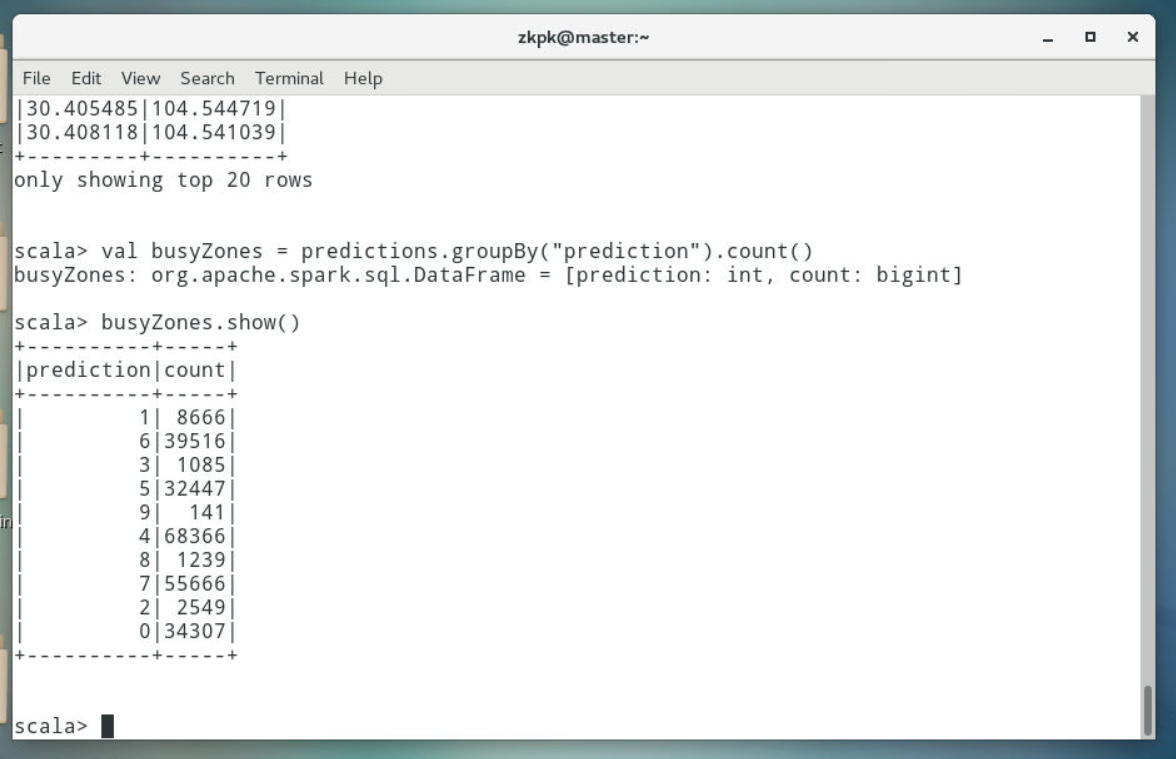 zkpk@master:~
File Edit View Search Terminal Help
|30.405485|104.544719|
|30.408118|104.541039|
+---------+----------+
only showing top 20 rows
scala> val busyZones = predictions.groupBy("prediction").count()
busyZones: org.apache.spark.sql.DataFrame = [prediction: int, count: bigint]
scala> busyZones.show()
+----------+-----+
|prediction|count|
+----------+-----+
|         1| 8666|
|         6|39516|
|         3| 1085|
|         5|32447|
|         9|  141|
|         4|68366|
|         8| 1239|
|         7|55666|
|         2| 2549|
|         0|34307|
+----------+-----+
scala>